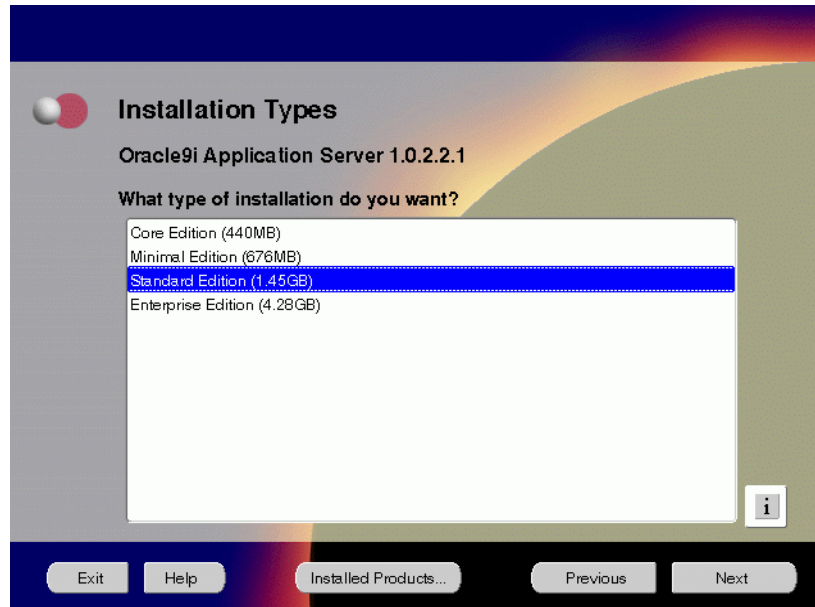 Installation Types
Oracle9i Application Server 1.0.2.2.1
What type of installation do you want?
Core Edition (440MB)
Minimal Edition (676MB)
Standard Edition (1.45GB)
Enterprise Edition (4.28GB)
i
Exit Help Installed Products... Previous Next